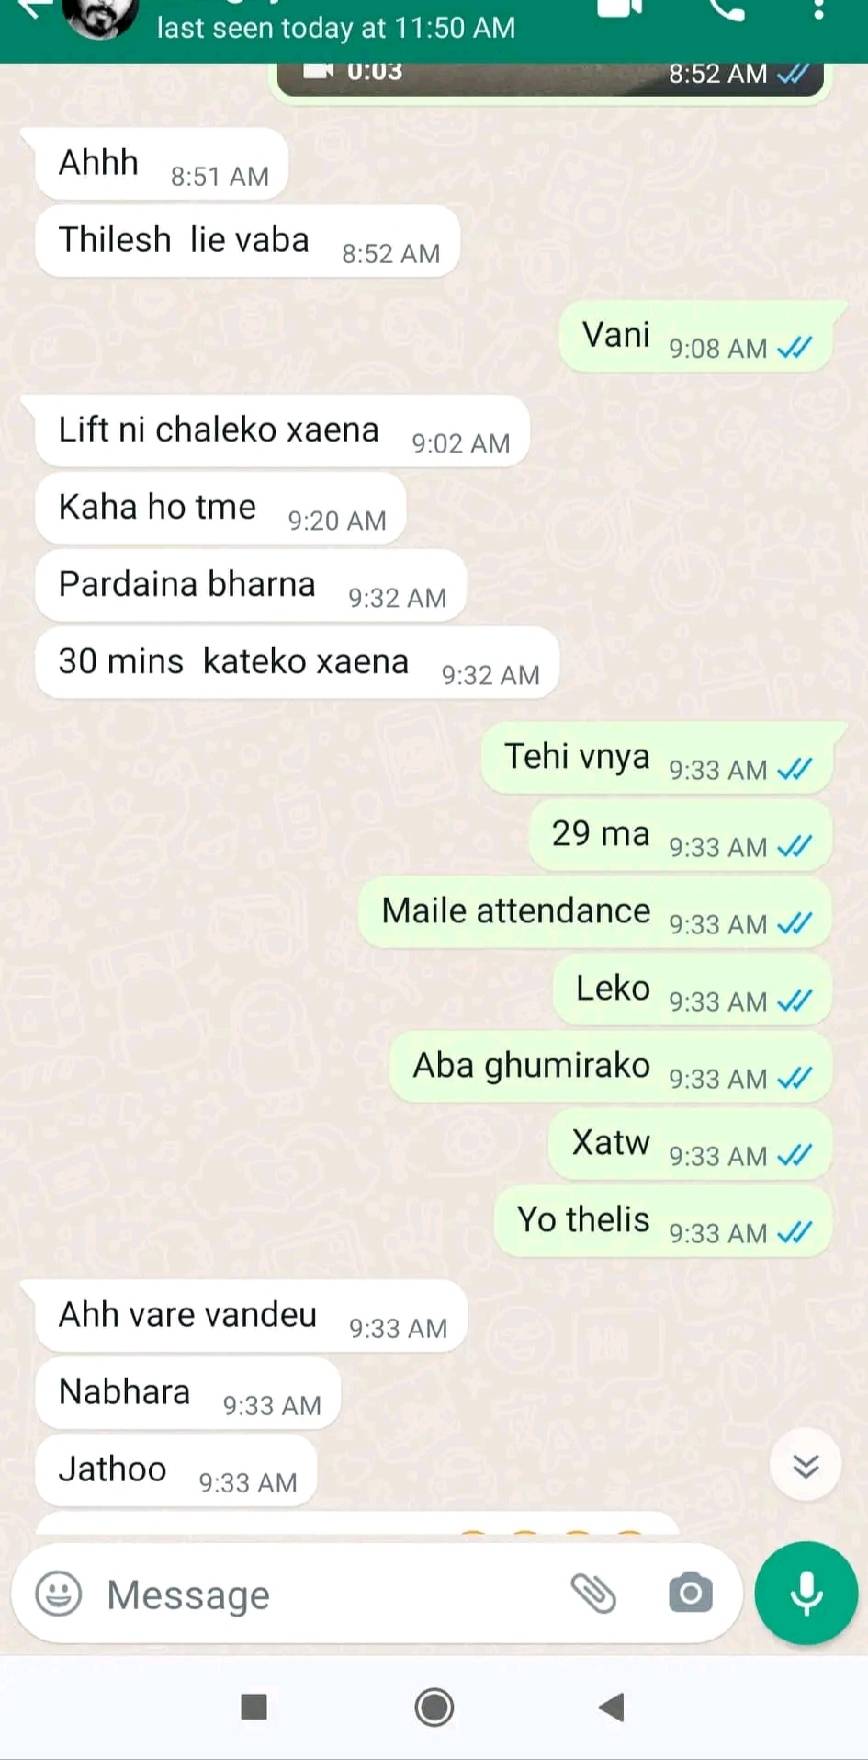 last seen today at 11:50 AM
0:03 8:52 AM
Ahhh 8:51 AM
Thilesh lie vaba 8:52 AM
Vani 9:08 AM
Lift ni chaleko xaena 9:02 AM
Kaha ho tme 9:20 AM
Pardaina bharna 9:32 AM
30 mins kateko xaena 9:32 AM
Tehi vnya 9:33 AM
29 ma 9:33 AM
Maile attendance 9:33 AM
Leko 9:33 AM
Aba ghumirako 9:33 AM
Xatw 9:33 AM
Yo thelis 9:33 AM
Ahh vare vandeu 9:33 AM
Nabhara 9:33 AM
Jathoo 9:33 AM
Message